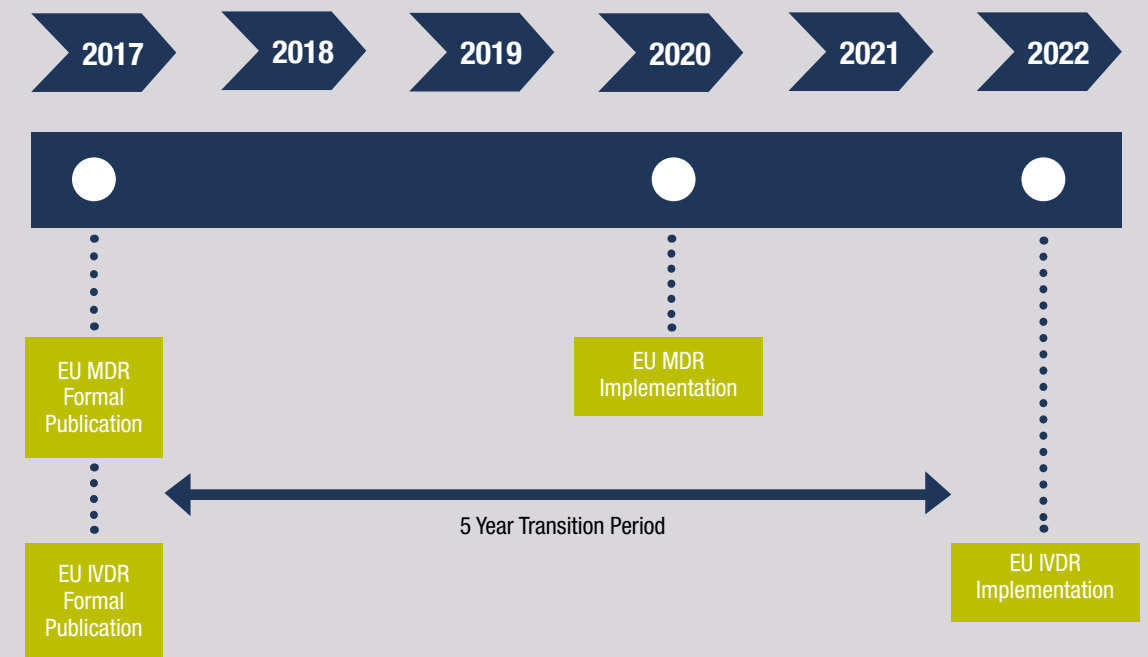 2017
2018
2019
2020
2021
2022
EU MDR
Formal
Publication
EU MDR
Implementation
5 Year Transition Period
EU IVDR
Formal
Publication
EU IVDR
Implementation